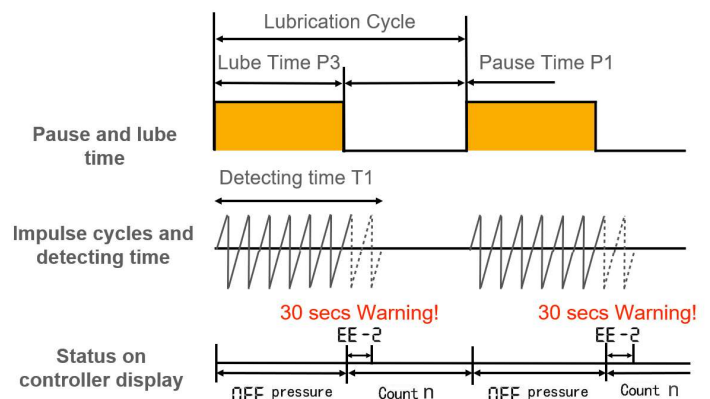 Lubrication Cycle
Lube Time P3
Pause Time P1
Pause and lube
time
Detecting time T1
Impulse cycles and
detecting time
30 secs Warning!
30 secs Warning!
EE-2
EE-2
Status on
controller display
OFF pressure
Count n
OFF pressure
Count n